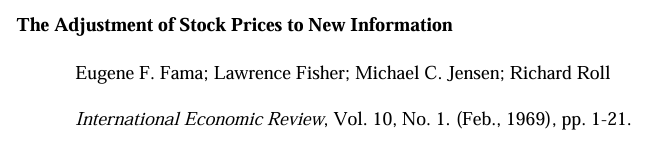 The Adjustment of Stock Prices to New Information
Eugene F. Fama; Lawrence Fisher; Michael C. Jensen; Richard Roll
International Economic Review, Vol. 10, No. 1. (Feb., 1969), pp. 1-21.